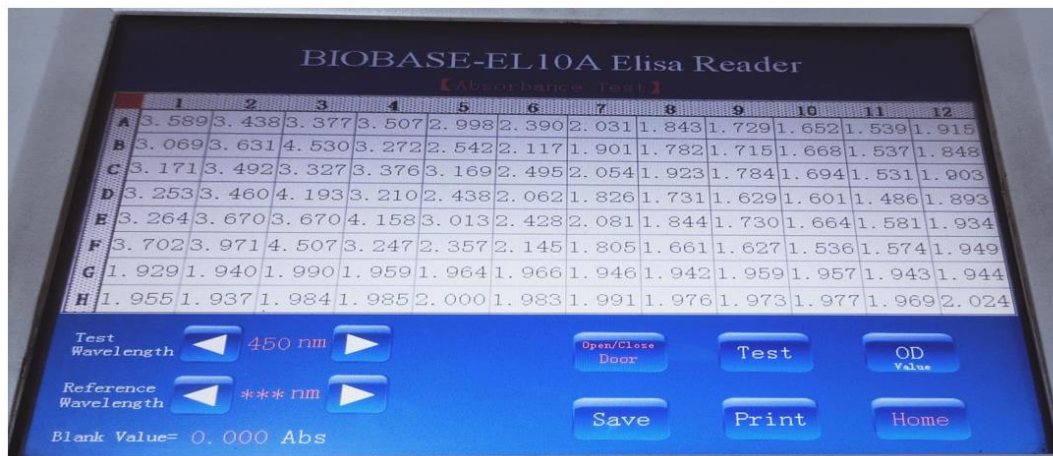 BIOBASE-EL10A Elisa Reader
【Absorbance Test】
1 2 3 4 5 6 7 8 9 10 11 12
A 3.589 3.438 3.377 3.507 2.998 2.390 2.031 1.843 1.729 1.652 1.539 1.915
B 3.069 3.631 4.530 3.272 2.542 2.117 1.901 1.782 1.715 1.668 1.537 1.848
C 3.171 3.492 3.327 3.376 3.169 2.495 2.054 1.923 1.784 1.694 1.531 1.903
D 3.253 3.460 4.193 3.210 2.438 2.062 1.826 1.731 1.629 1.601 1.486 1.893
E 3.264 3.670 3.670 4.158 3.013 2.428 2.081 1.844 1.730 1.664 1.581 1.934
F 3.702 3.971 4.507 3.247 2.357 2.145 1.805 1.661 1.627 1.536 1.574 1.949
G 1.929 1.940 1.990 1.959 1.964 1.966 1.946 1.942 1.959 1.957 1.943 1.944
H 1.955 1.937 1.984 1.985 2.000 1.983 1.991 1.976 1.973 1.977 1.969 2.024
Test
Wavelength
450 nm
Open/Close
Door
Test
OD
Value
Reference
Wavelength
*** nm
Save
Print
Home
Blank Value= 0.000 Abs